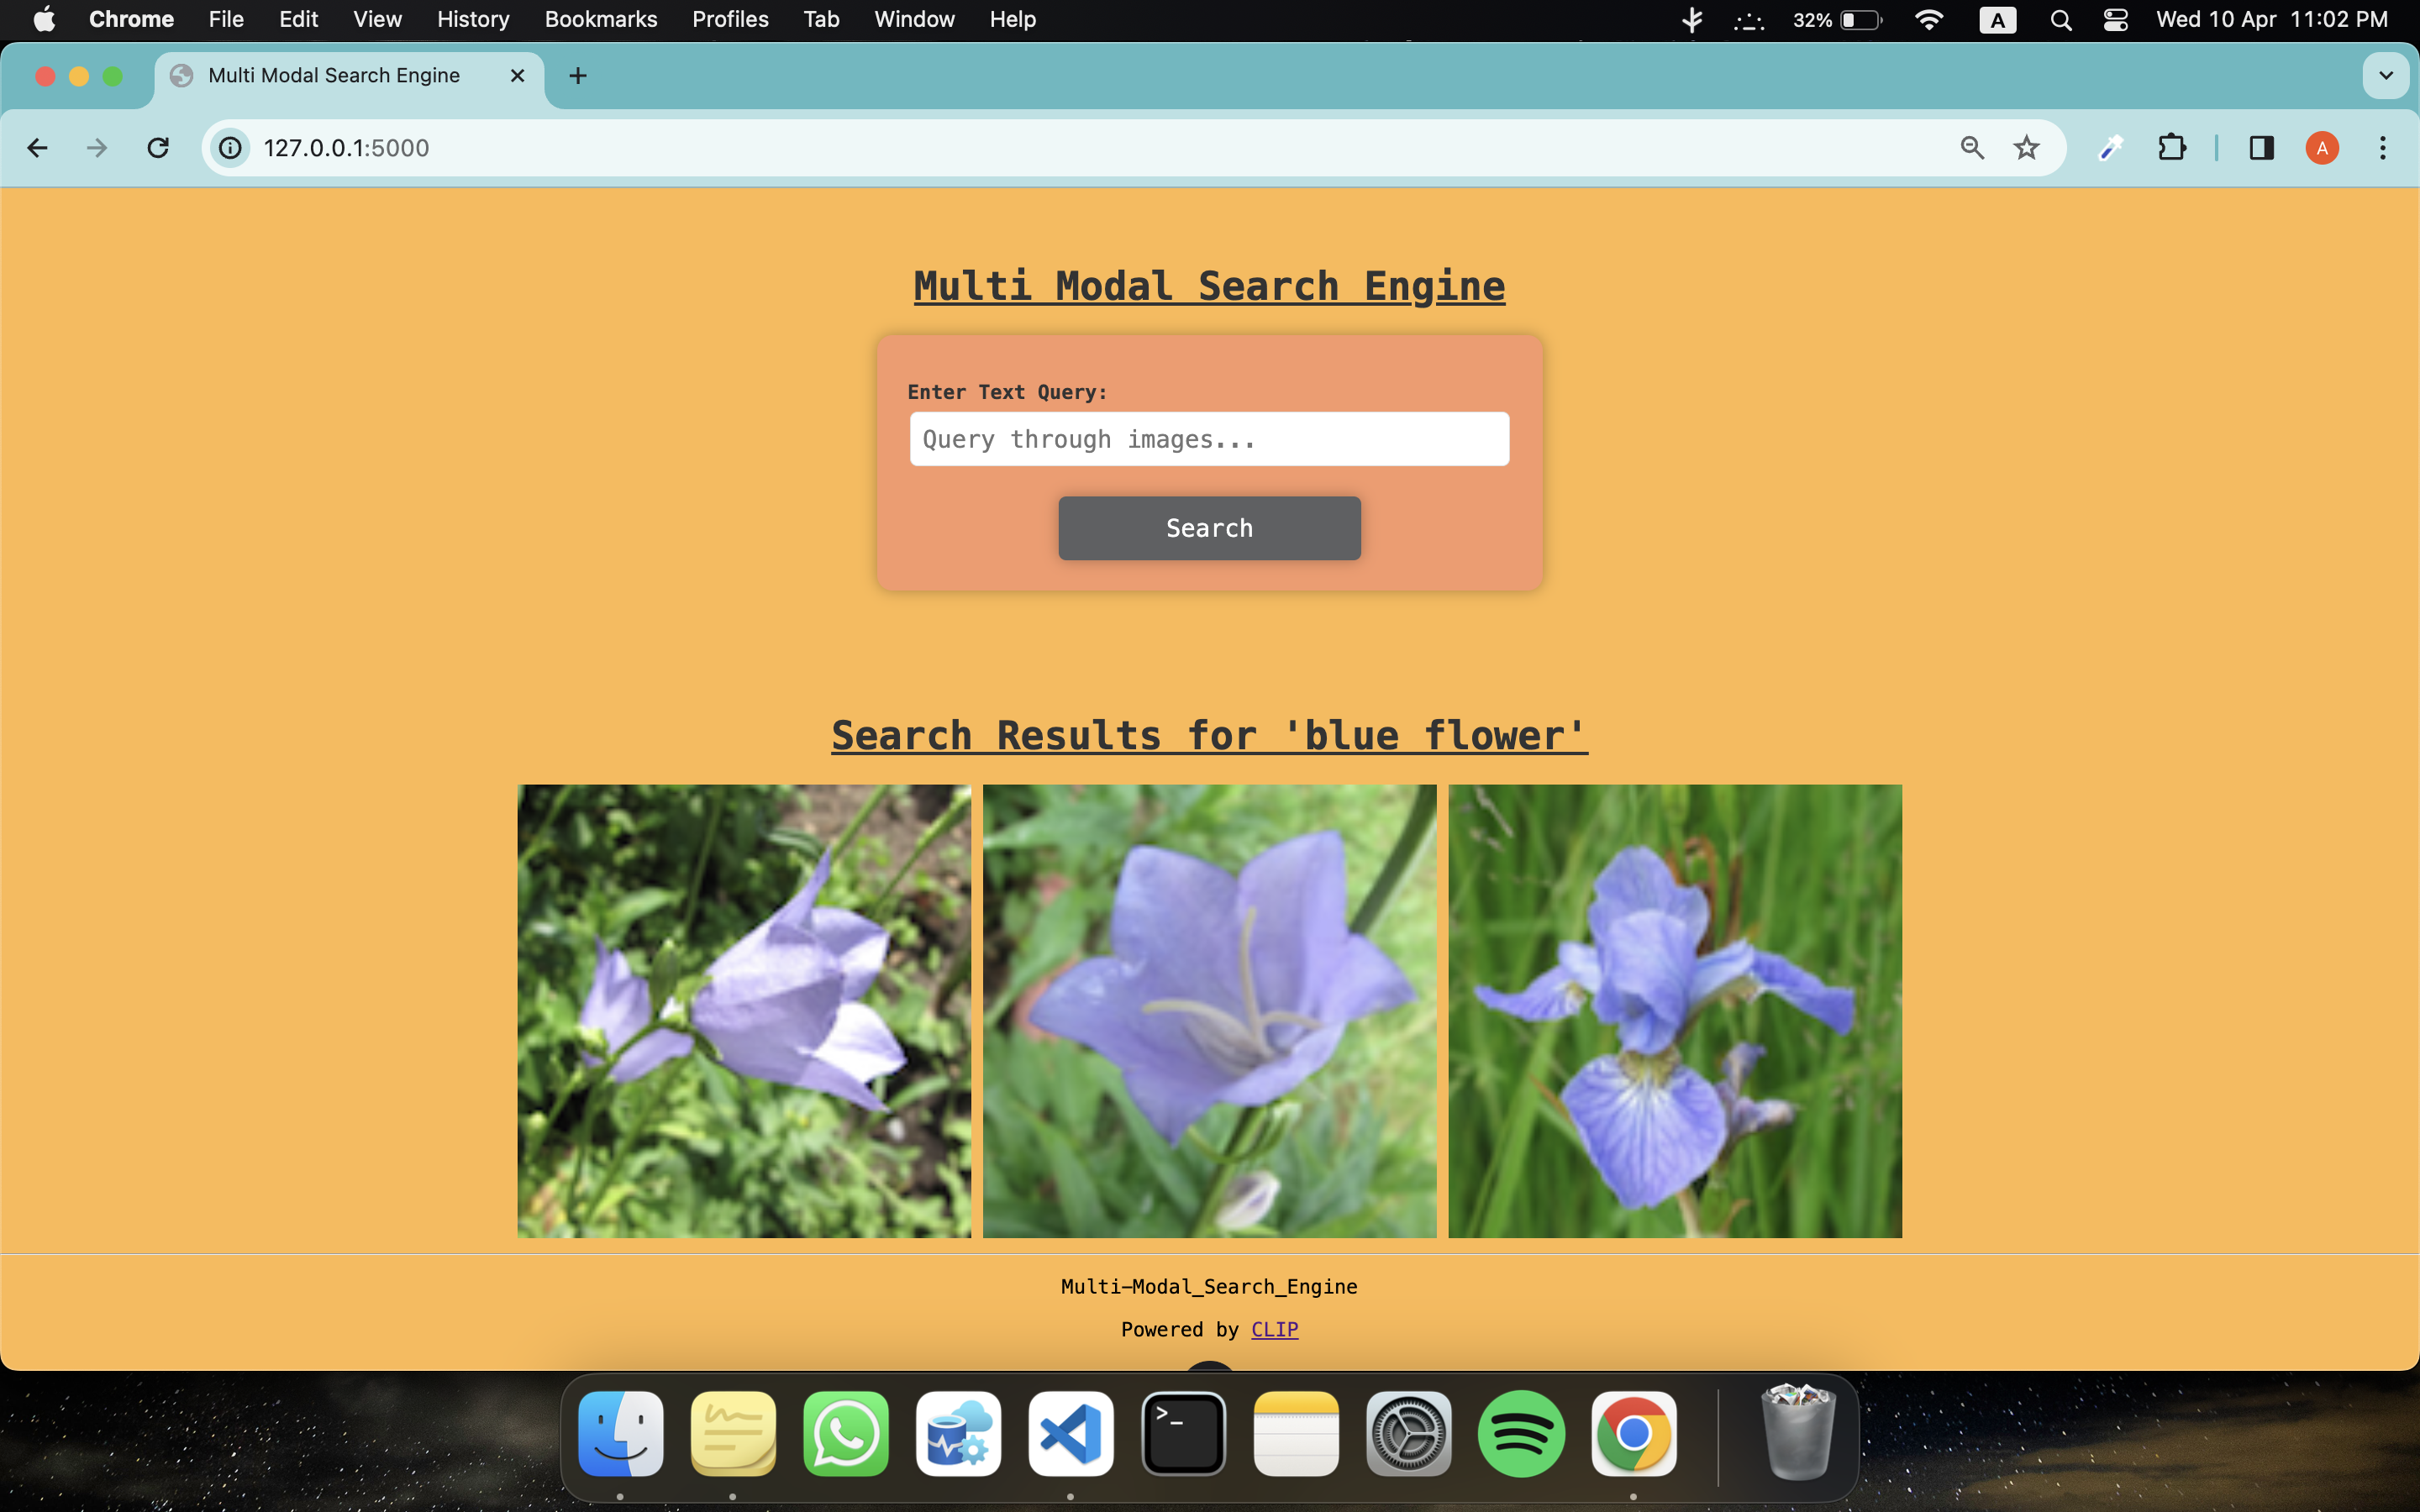 Chrome File Edit View History Bookmarks Profiles Tab Window Help 32% A Wed 10 Apr 11:02 PM
Multi Modal Search Engine
127.0.0.1:5000
A
Multi Modal Search Engine
Enter Text Query:
Query through images...
Search
Search Results for 'blue flower'
Multi-Modal_Search_Engine
Powered by CLIP
>_